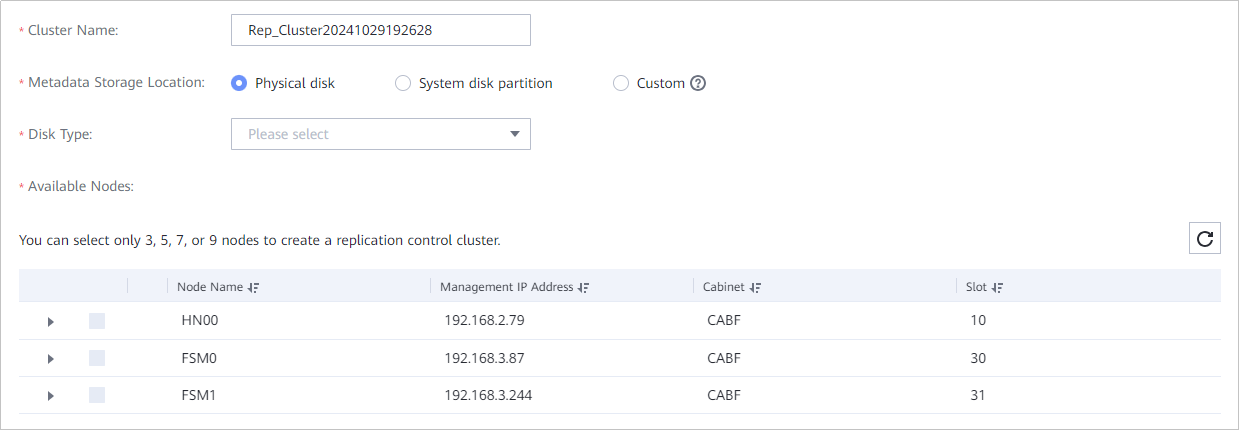 * Cluster Name: Rep_Cluster20241029192628
* Metadata Storage Location: Physical disk System disk partition Custom ?
* Disk Type: Please select
* Available Nodes:
You can select only 3, 5, 7, or 9 nodes to create a replication control cluster.
Node Name Management IP Address Cabinet Slot
HN00 192.168.2.79 CABF 10
FSM0 192.168.3.87 CABF 30
FSM1 192.168.3.244 CABF 31